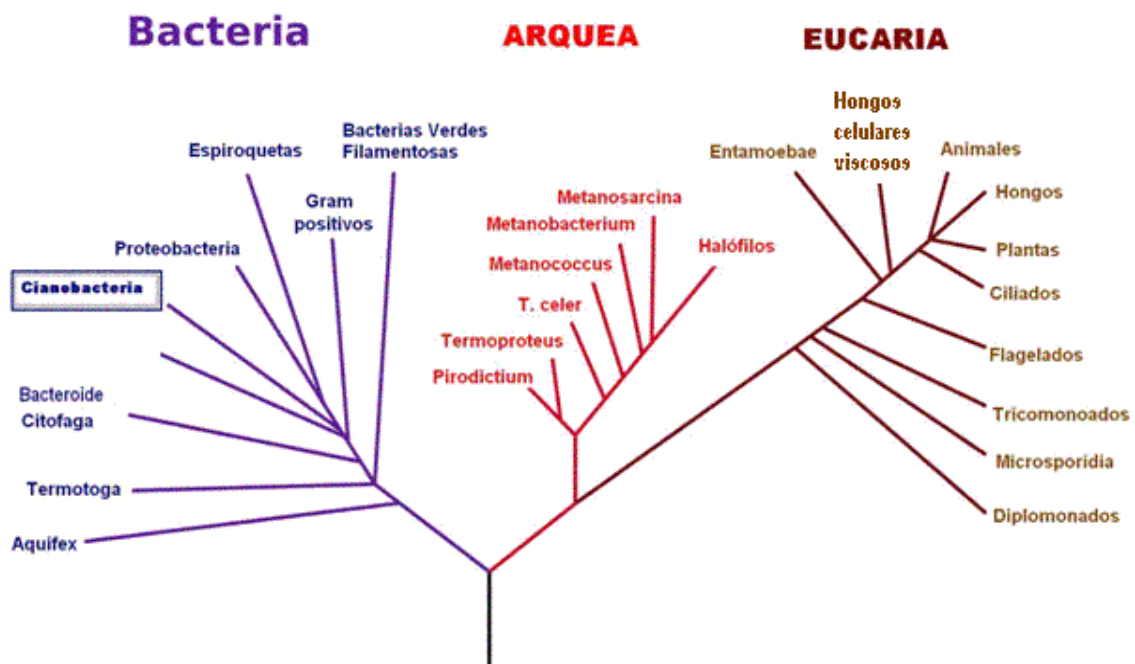 Bacteria
ARQUEA
EUCARIA
Espiroquetas
Bacterias Verdes
Filamentosas
Gram
positivos
Proteobacteria
Cianobacteria
Bacteroide
Citofaga
Termotoga
Aquifex
Metanosarcina
Metanobacterium
Metanococcus
Halófilos
T. celer
Termoproteus
Pirodictium
Entamoebae
Hongos
celulares
viscosos
Animales
Hongos
Plantas
Ciliados
Flagelados
Tricomonoados
Microsporidia
Diplomonados